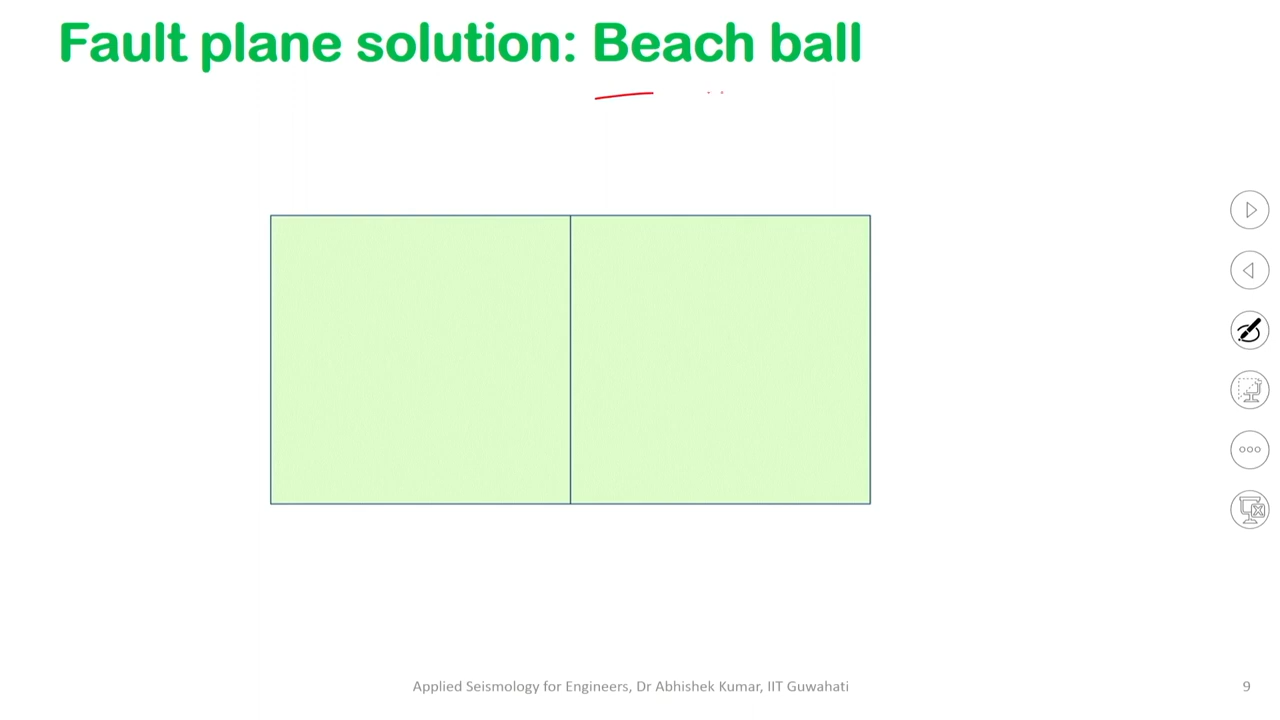 Fault plane solution: Beach ball
Applied Seismology for Engineers, Dr Abhishek Kumar, IIT Guwahati
9